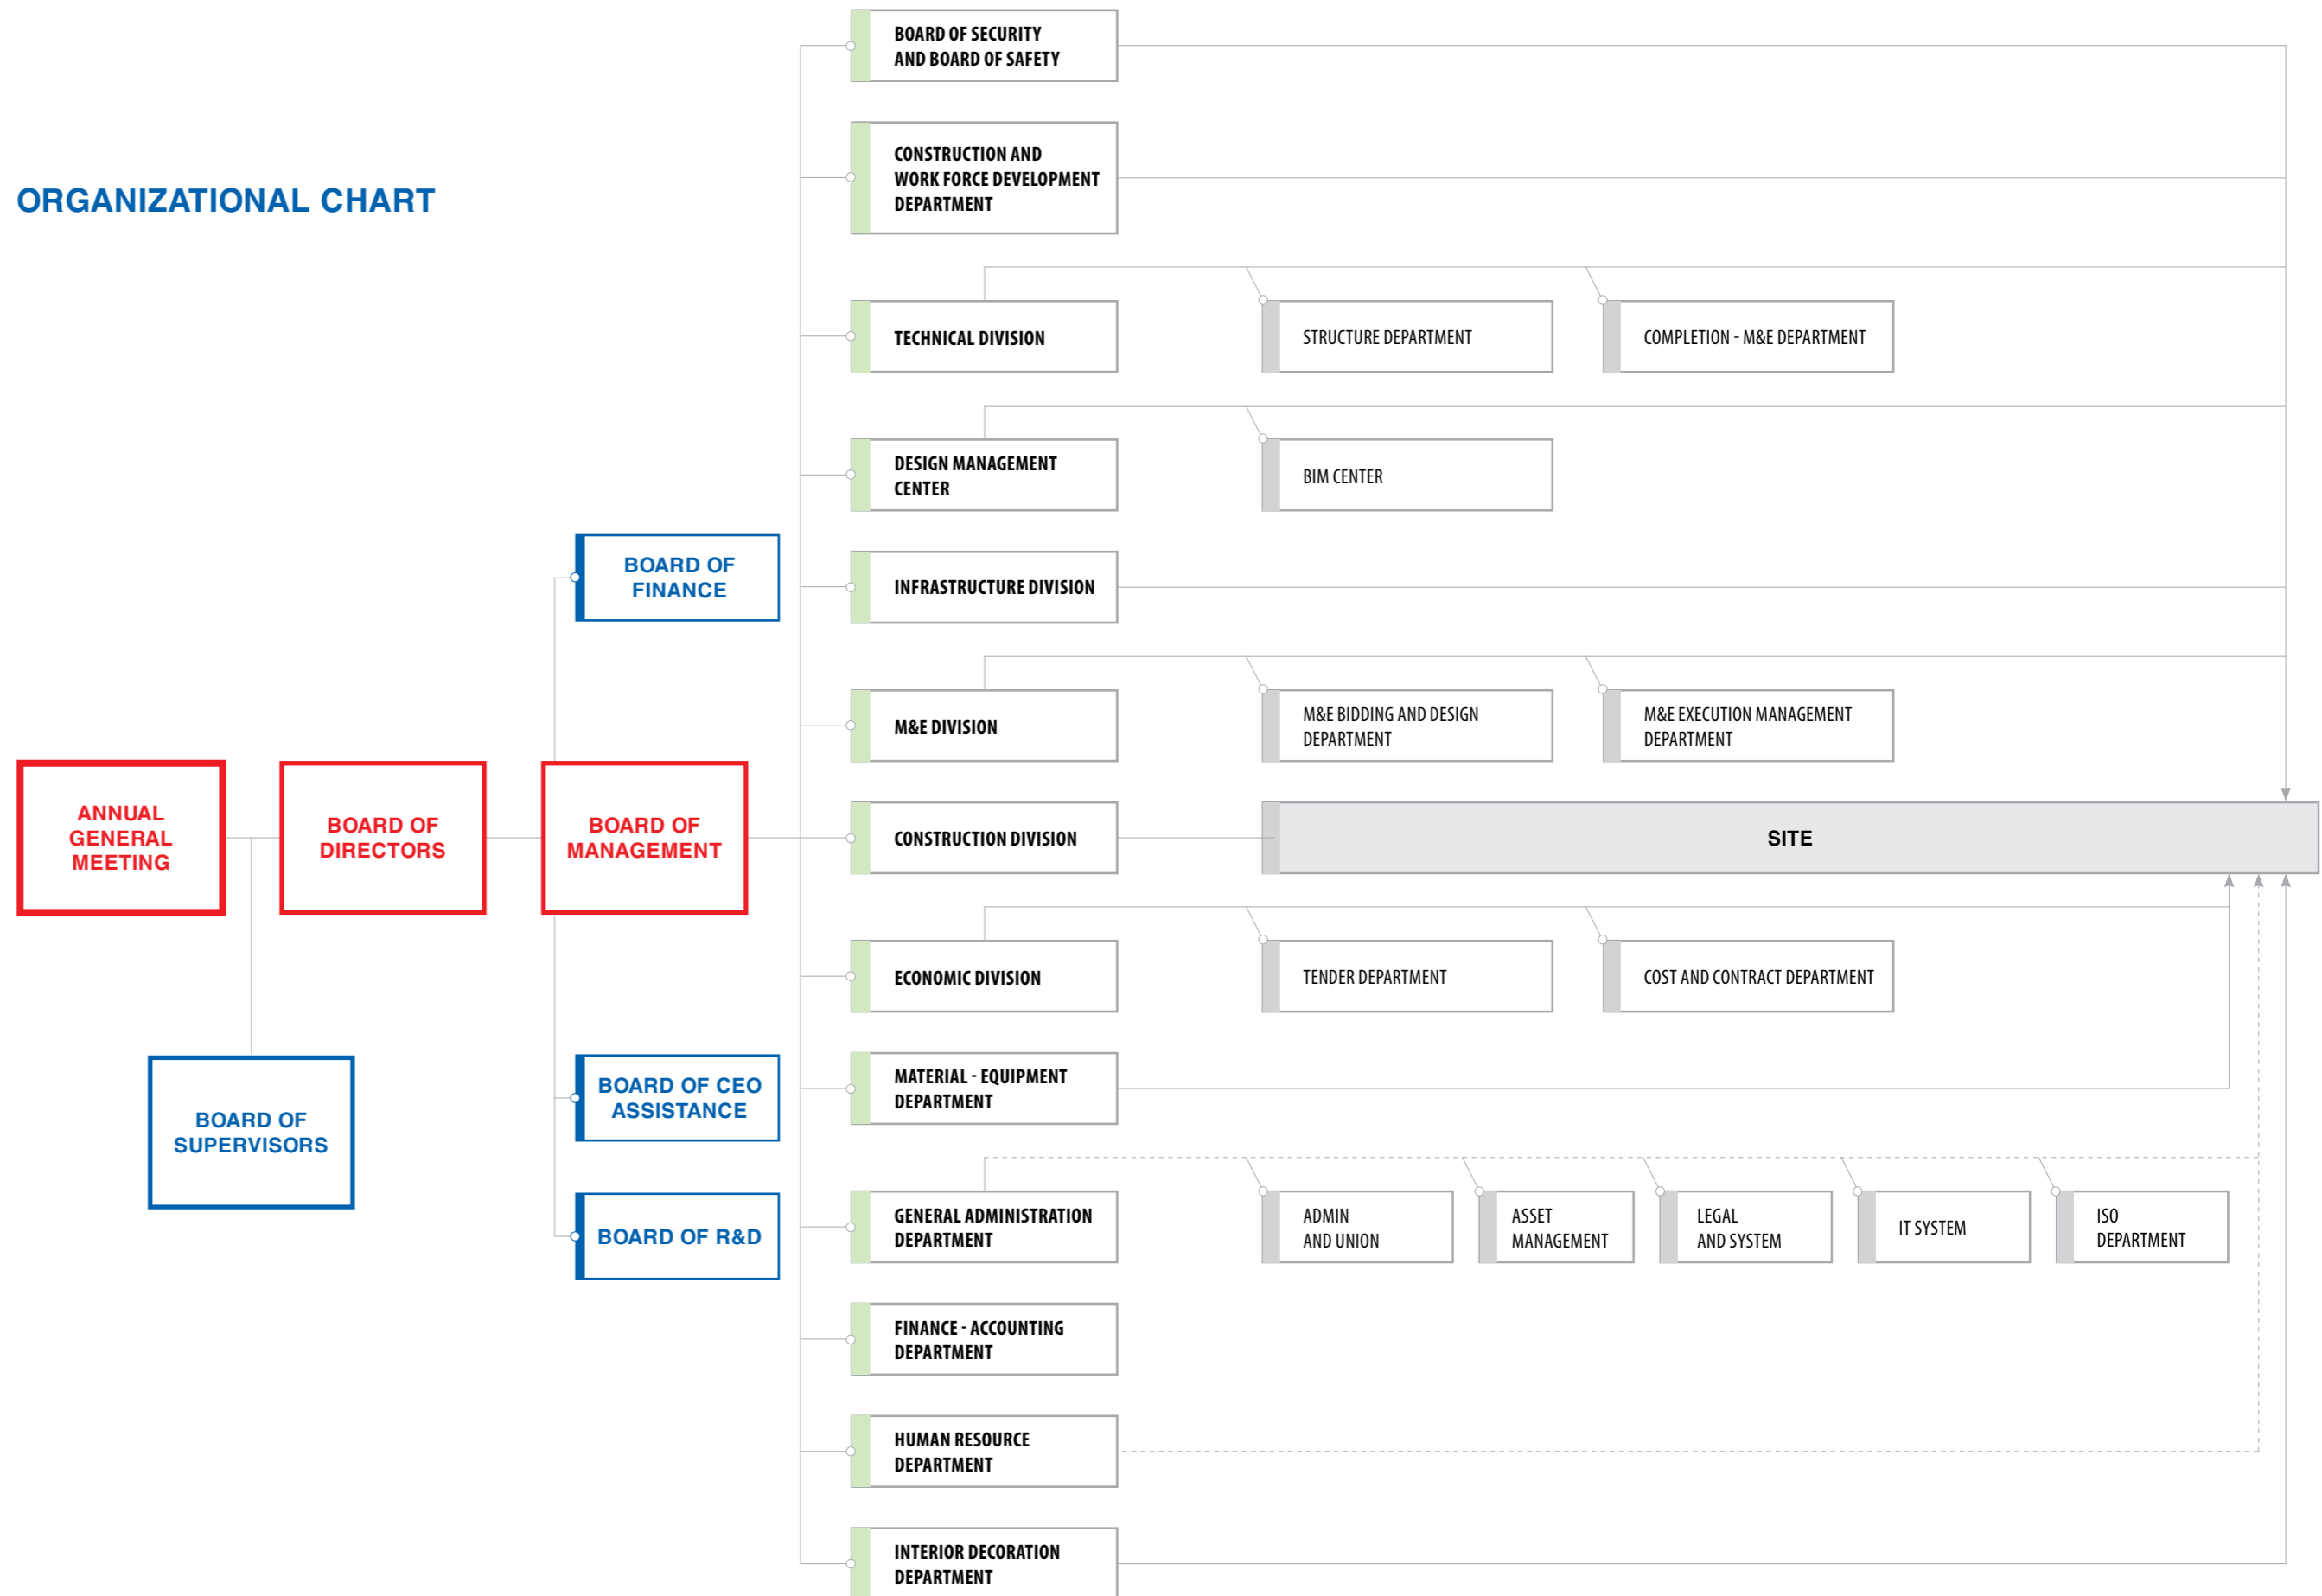 ORGANIZATIONAL CHART
ANNUAL
GENERAL
MEETING
BOARD OF
SUPERVISORS
BOARD OF
DIRECTORS
BOARD OF
MANAGEMENT
BOARD OF
FINANCE
BOARD OF CEO
ASSISTANCE
BOARD OF R&D
BOARD OF SECURITY
AND BOARD OF SAFETY
CONSTRUCTION AND
WORK FORCE DEVELOPMENT
DEPARTMENT
TECHNICAL DIVISION
STRUCTURE DEPARTMENT
COMPLETION - M&E DEPARTMENT
DESIGN MANAGEMENT
CENTER
BIM CENTER
INFRASTRUCTURE DIVISION
M&E DIVISION
M&E BIDDING AND DESIGN
DEPARTMENT
M&E EXECUTION MANAGEMENT
DEPARTMENT
CONSTRUCTION DIVISION
SITE
ECONOMIC DIVISION
TENDER DEPARTMENT
COST AND CONTRACT DEPARTMENT
MATERIAL - EQUIPMENT
DEPARTMENT
GENERAL ADMINISTRATION
DEPARTMENT
ADMIN
AND UNION
ASSET
MANAGEMENT
LEGAL
AND SYSTEM
IT SYSTEM
ISO
DEPARTMENT
FINANCE - ACCOUNTING
DEPARTMENT
HUMAN RESOURCE
DEPARTMENT
INTERIOR DECORATION
DEPARTMENT